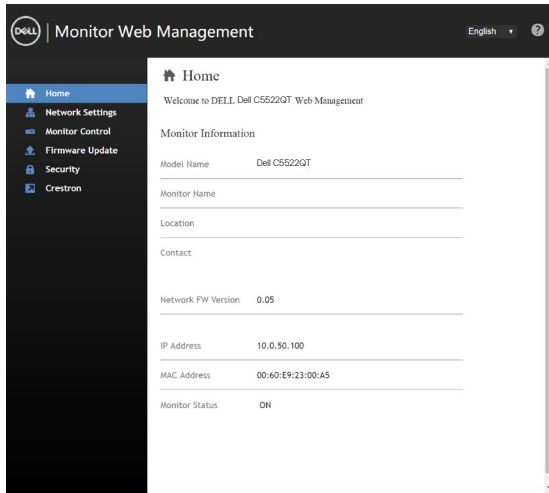 DELL | Monitor Web Management
English ▼ ?
Home
Network Settings
Monitor Control
Firmware Update
Security
Crestron
Home
Welcome to DELL Dell C5522QT Web Management
Monitor Information
Model Name Dell C5522QT
Monitor Name
Location
Contact
Network FW Version 0.05
IP Address 10.0.50.100
MAC Address 00:60:E9:23:00:A5
Monitor Status ON